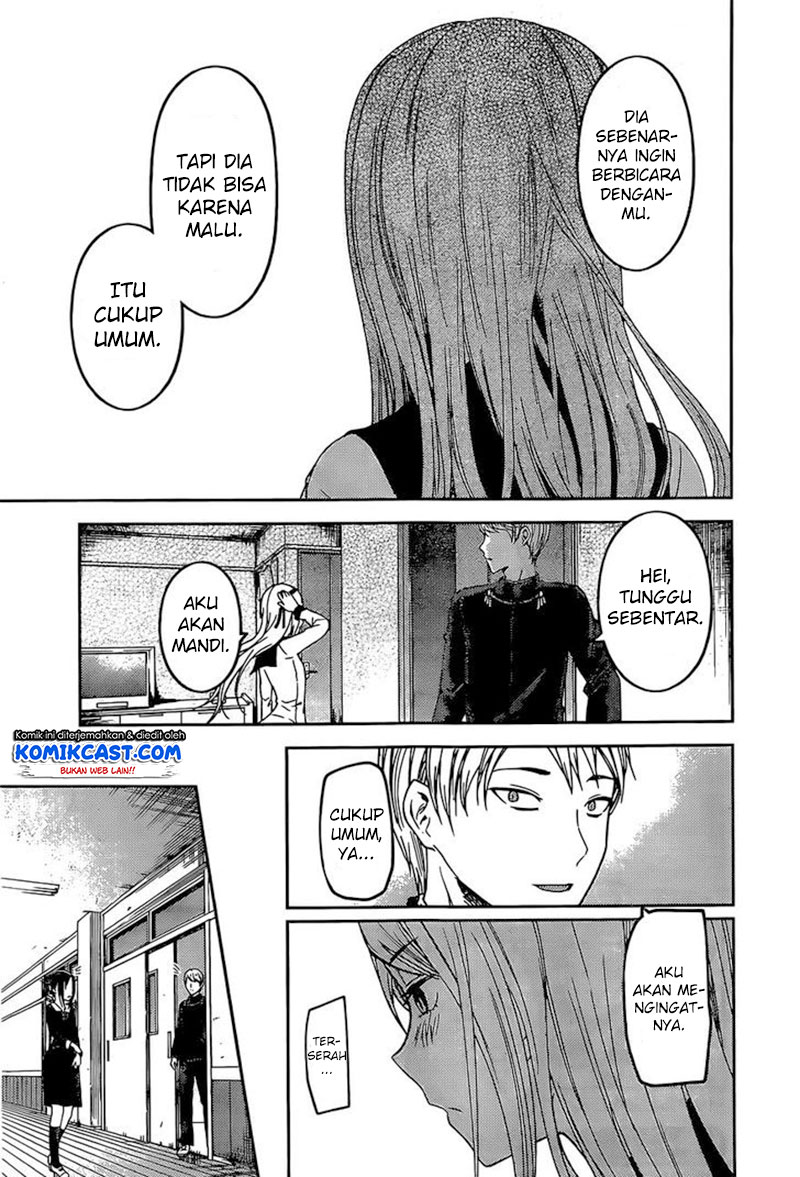 DIA
SEBENAR-
NYA INGIN
BERBICARA
DENGAN-
MU.
TAPI DIA
TIDAK BISA
KARENA
MALU.
ITU
CUKUP
UMUM.
HEI,
TUNGGU
SEBENTAR.
AKU
AKAN
MANDI.
Komik ini diterjemahkan & diedit oleh
KOMIKCAST.COM
BUKAN WEB LAIN!!
CUKUP
UMUM,
YA...
AKU
AKAN ME-
NGINGAT-
NYA.
TER-
SERAH
...